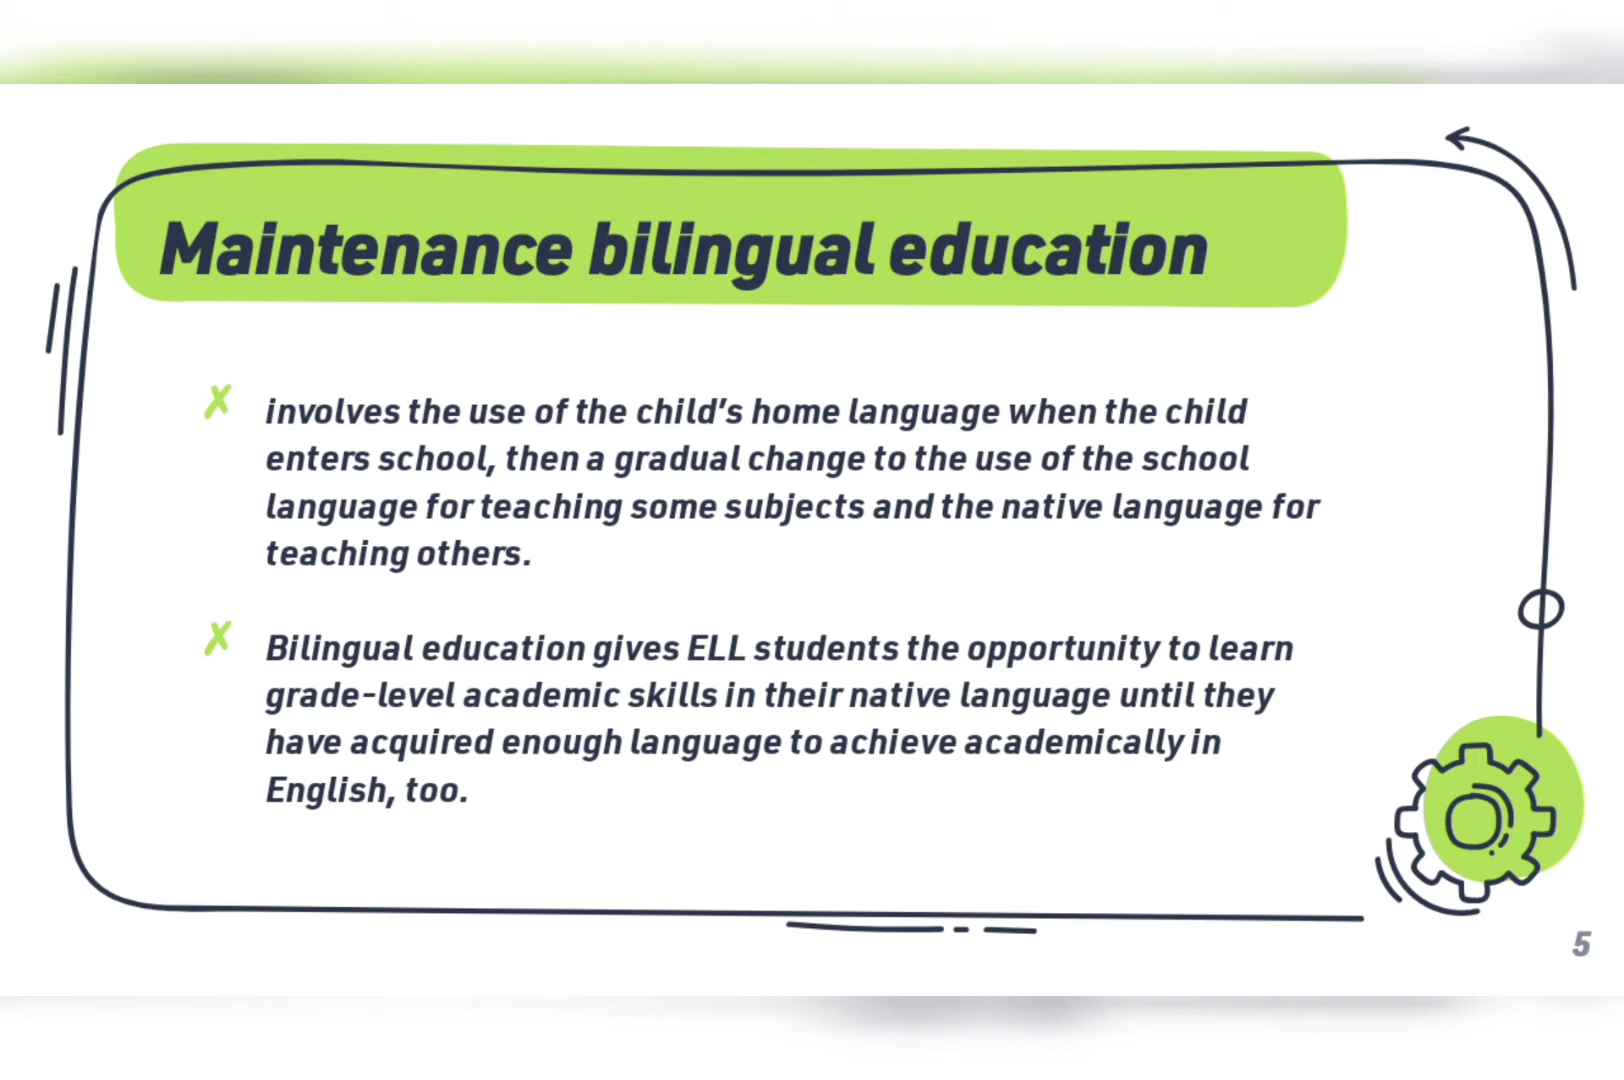 Maintenance bilingual education
✗ involves the use of the child's home language when the child
enters school, then a gradual change to the use of the school
language for teaching some subjects and the native language for
teaching others.
✗ Bilingual education gives ELL students the opportunity to learn
grade-level academic skills in their native language until they
have acquired enough language to achieve academically in
English, too.
5